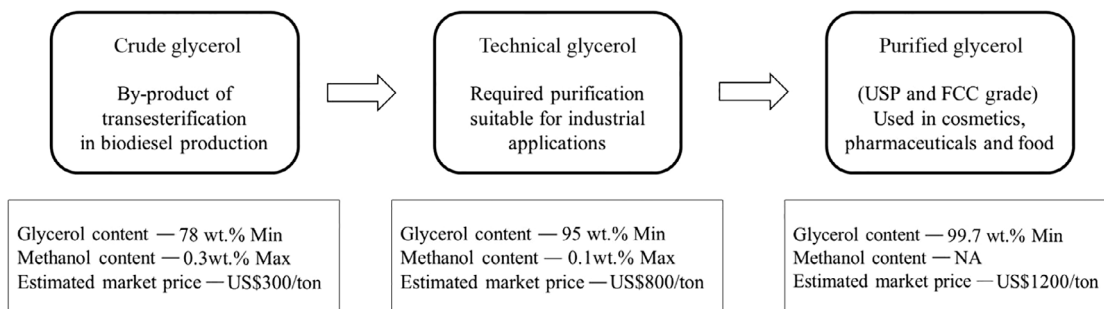 Crude glycerol
By-product of
transesterification
in biodiesel production
Technical glycerol
Required purification
suitable for industrial
applications
Purified glycerol
(USP and FCC grade)
Used in cosmetics,
pharmaceuticals and food
Glycerol content — 78 wt.% Min
Methanol content — 0.3wt.% Max
Estimated market price — US$300/ton
Glycerol content — 95 wt.% Min
Methanol content — 0.1wt.% Max
Estimated market price — US$800/ton
Glycerol content — 99.7 wt.% Min
Methanol content — NA
Estimated market price — US$1200/ton